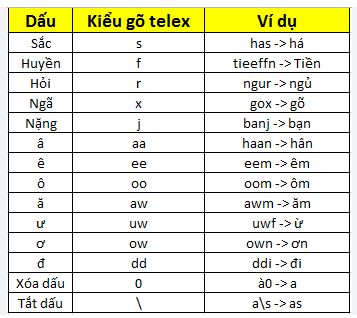 Dấu Kiểu gõ telex Ví dụ
Sắc s has -> há
Huyền f tieeffn -> Tiền
Hỏi r ngur -> ngủ
Ngã x gox -> gõ
Nặng j banj -> bạn
â aa haan -> hân
ê ee eem -> êm
ô oo oom -> ôm
ă aw awm -> ăm
ư uw uwf -> ừ
ơ ow own -> ơn
đ dd ddi -> đi
Xóa dấu 0 à0 -> a
Tắt dấu \ a\s -> as